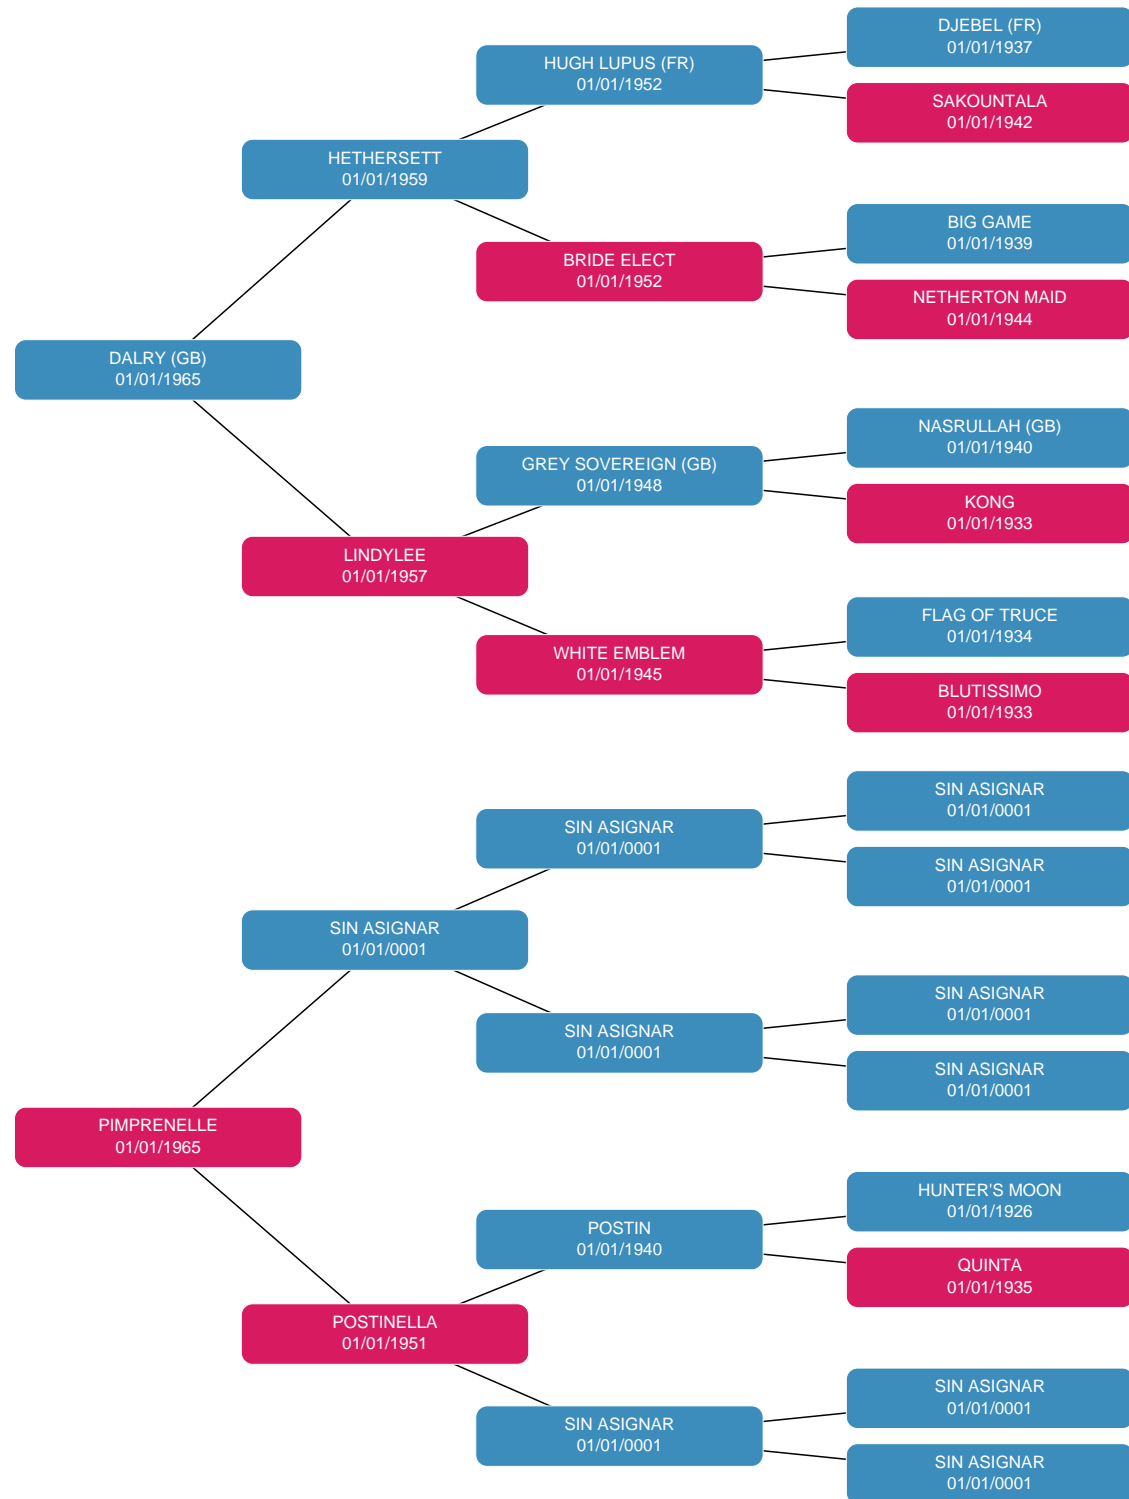 DJEBEL (FR)
01/01/1937
HUGH LUPUS (FR)
01/01/1952
SAKOUNTALA
01/01/1942
HETHERSETT
01/01/1959
BIG GAME
01/01/1939
BRIDE ELECT
01/01/1952
NETHERTON MAID
01/01/1944
DALRY (GB)
01/01/1965
NASRULLAH (GB)
01/01/1940
GREY SOVEREIGN (GB)
01/01/1948
KONG
01/01/1933
LINDYLEE
01/01/1957
FLAG OF TRUCE
01/01/1934
WHITE EMBLEM
01/01/1945
BLUTISSIMO
01/01/1933
SIN ASIGNAR
01/01/0001
SIN ASIGNAR
01/01/0001
SIN ASIGNAR
01/01/0001
SIN ASIGNAR
01/01/0001
SIN ASIGNAR
01/01/0001
SIN ASIGNAR
01/01/0001
SIN ASIGNAR
01/01/0001
PIMPRENELLE
01/01/1965
HUNTER'S MOON
01/01/1926
POSTIN
01/01/1940
QUINTA
01/01/1935
POSTINELLA
01/01/1951
SIN ASIGNAR
01/01/0001
SIN ASIGNAR
01/01/0001
SIN ASIGNAR
01/01/0001